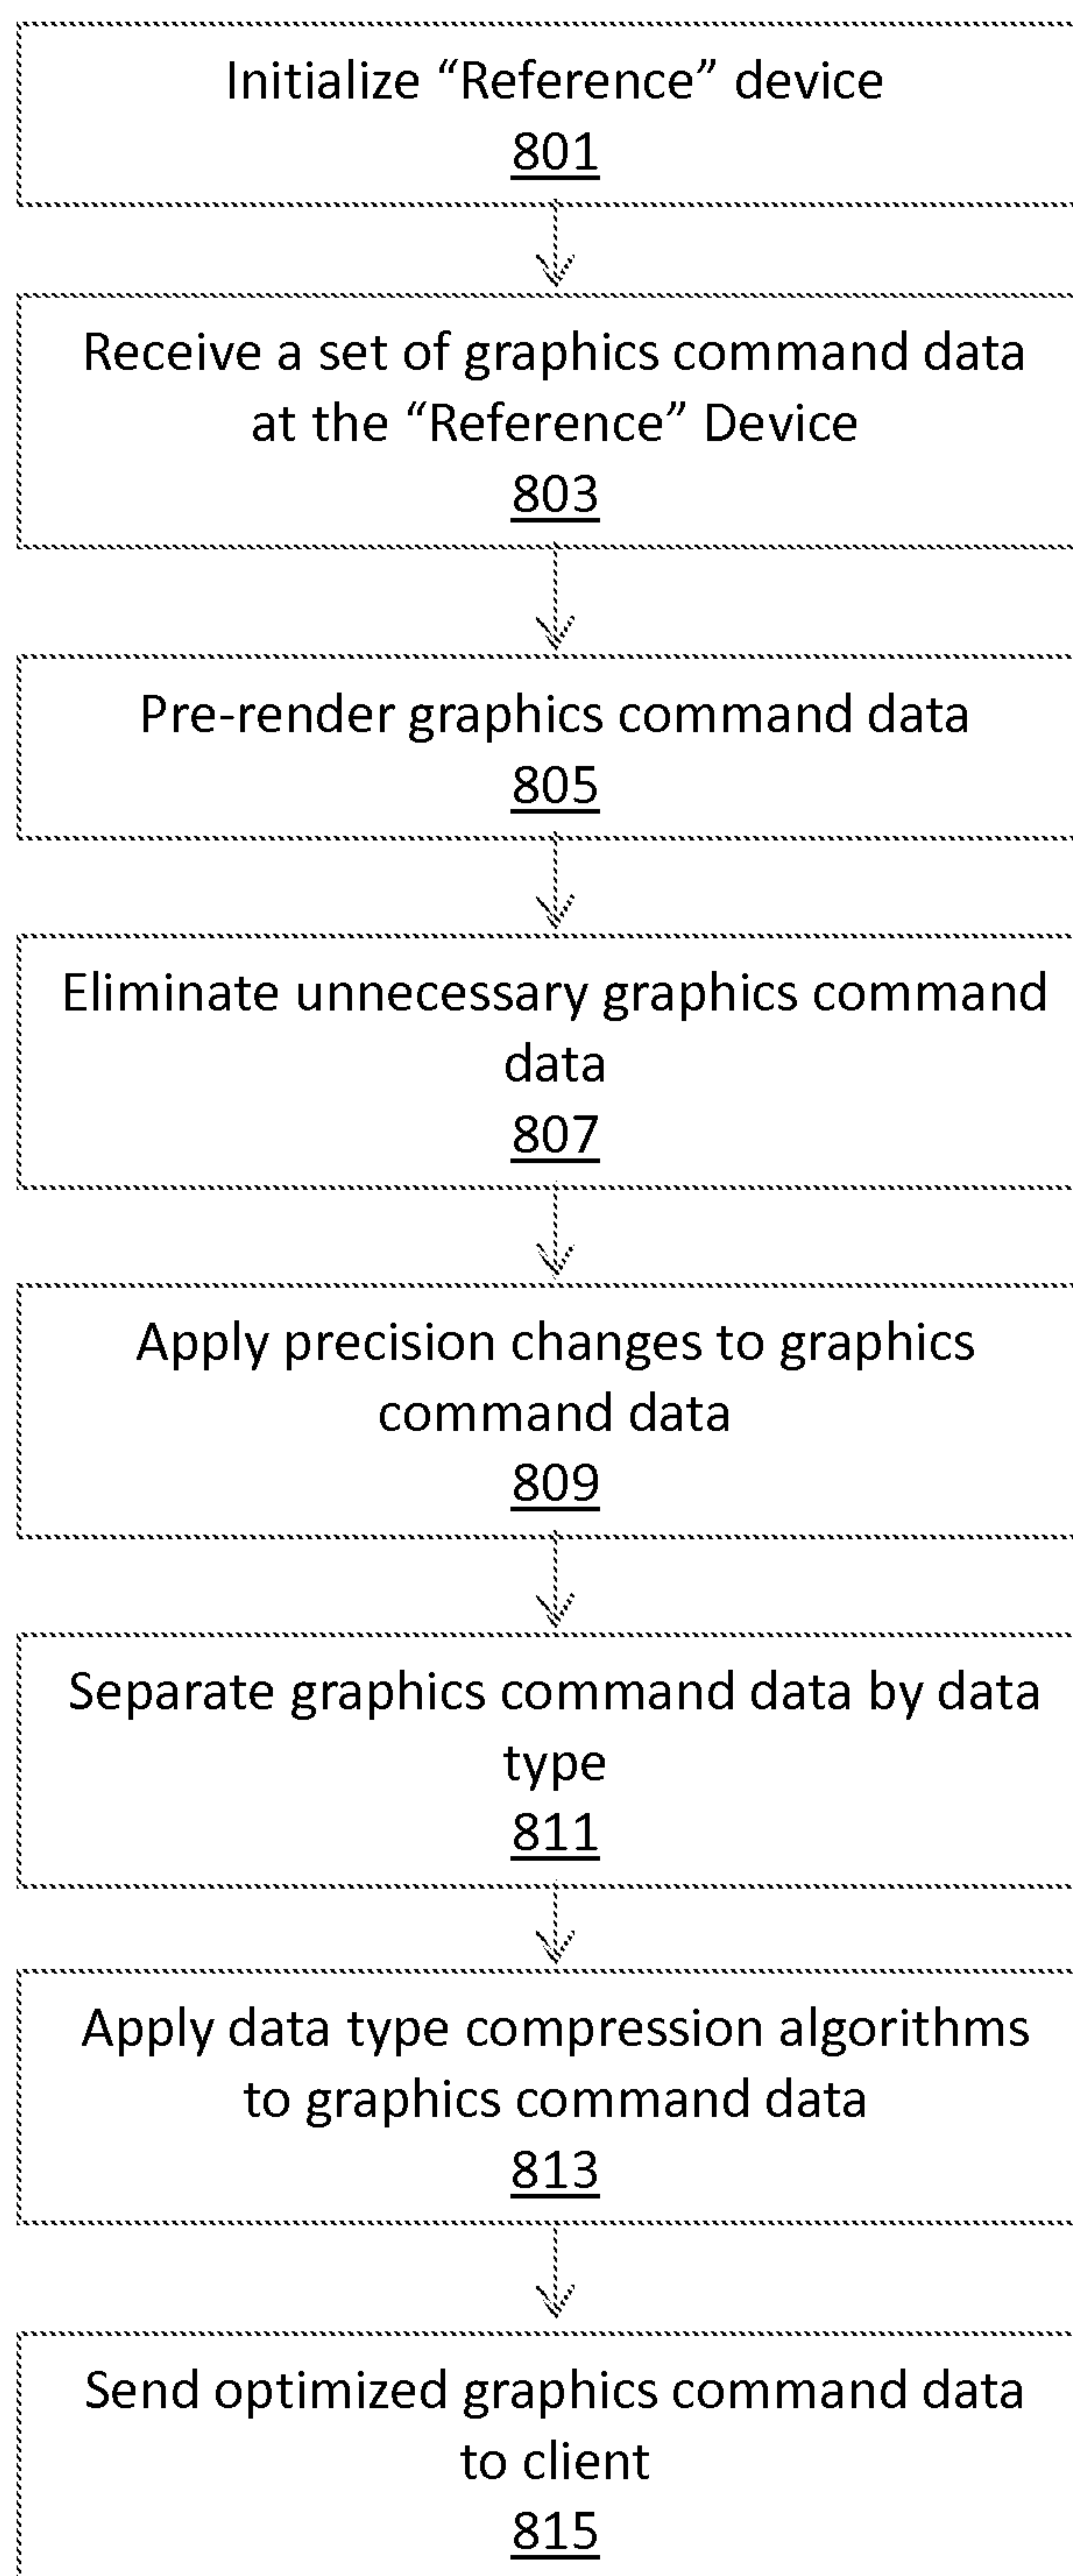 Initialize “Reference” device
801
Receive a set of graphics command data
at the “Reference” Device
803
Pre-render graphics command data
805
Eliminate unnecessary graphics command
data
807
Apply precision changes to graphics
command data
809
Separate graphics command data by data
type
811
Apply data type compression algorithms
to graphics command data
813
Send optimized graphics command data
to client
815